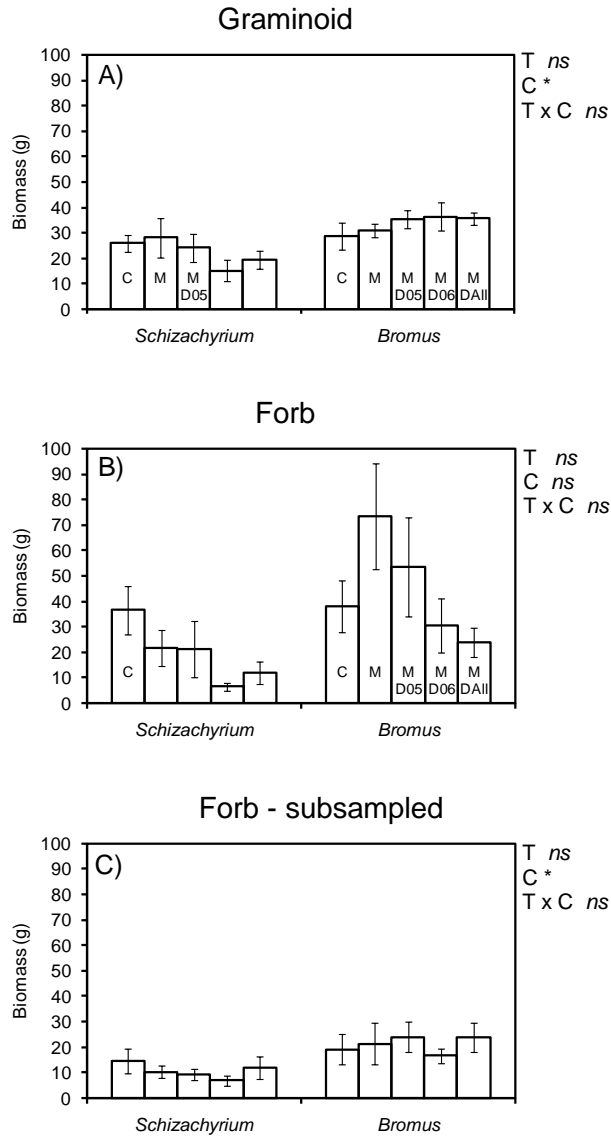 Graminoid
A)
T ns
C *
T x C ns
Biomass (g)
100
90
80
70
60
50
40
30
20
10
0
C
M
M
D05
C
M
M
D05
M
D06
M
DAll
Schizachyrium
Bromus
Forb
B)
T ns
C ns
T x C ns
Biomass (g)
100
90
80
70
60
50
40
30
20
10
0
C
C
M
M
D05
M
D06
M
DAll
Schizachyrium
Bromus
Forb - subsampled
C)
T ns
C *
T x C ns
Biomass (g)
100
90
80
70
60
50
40
30
20
10
0
Schizachyrium
Bromus